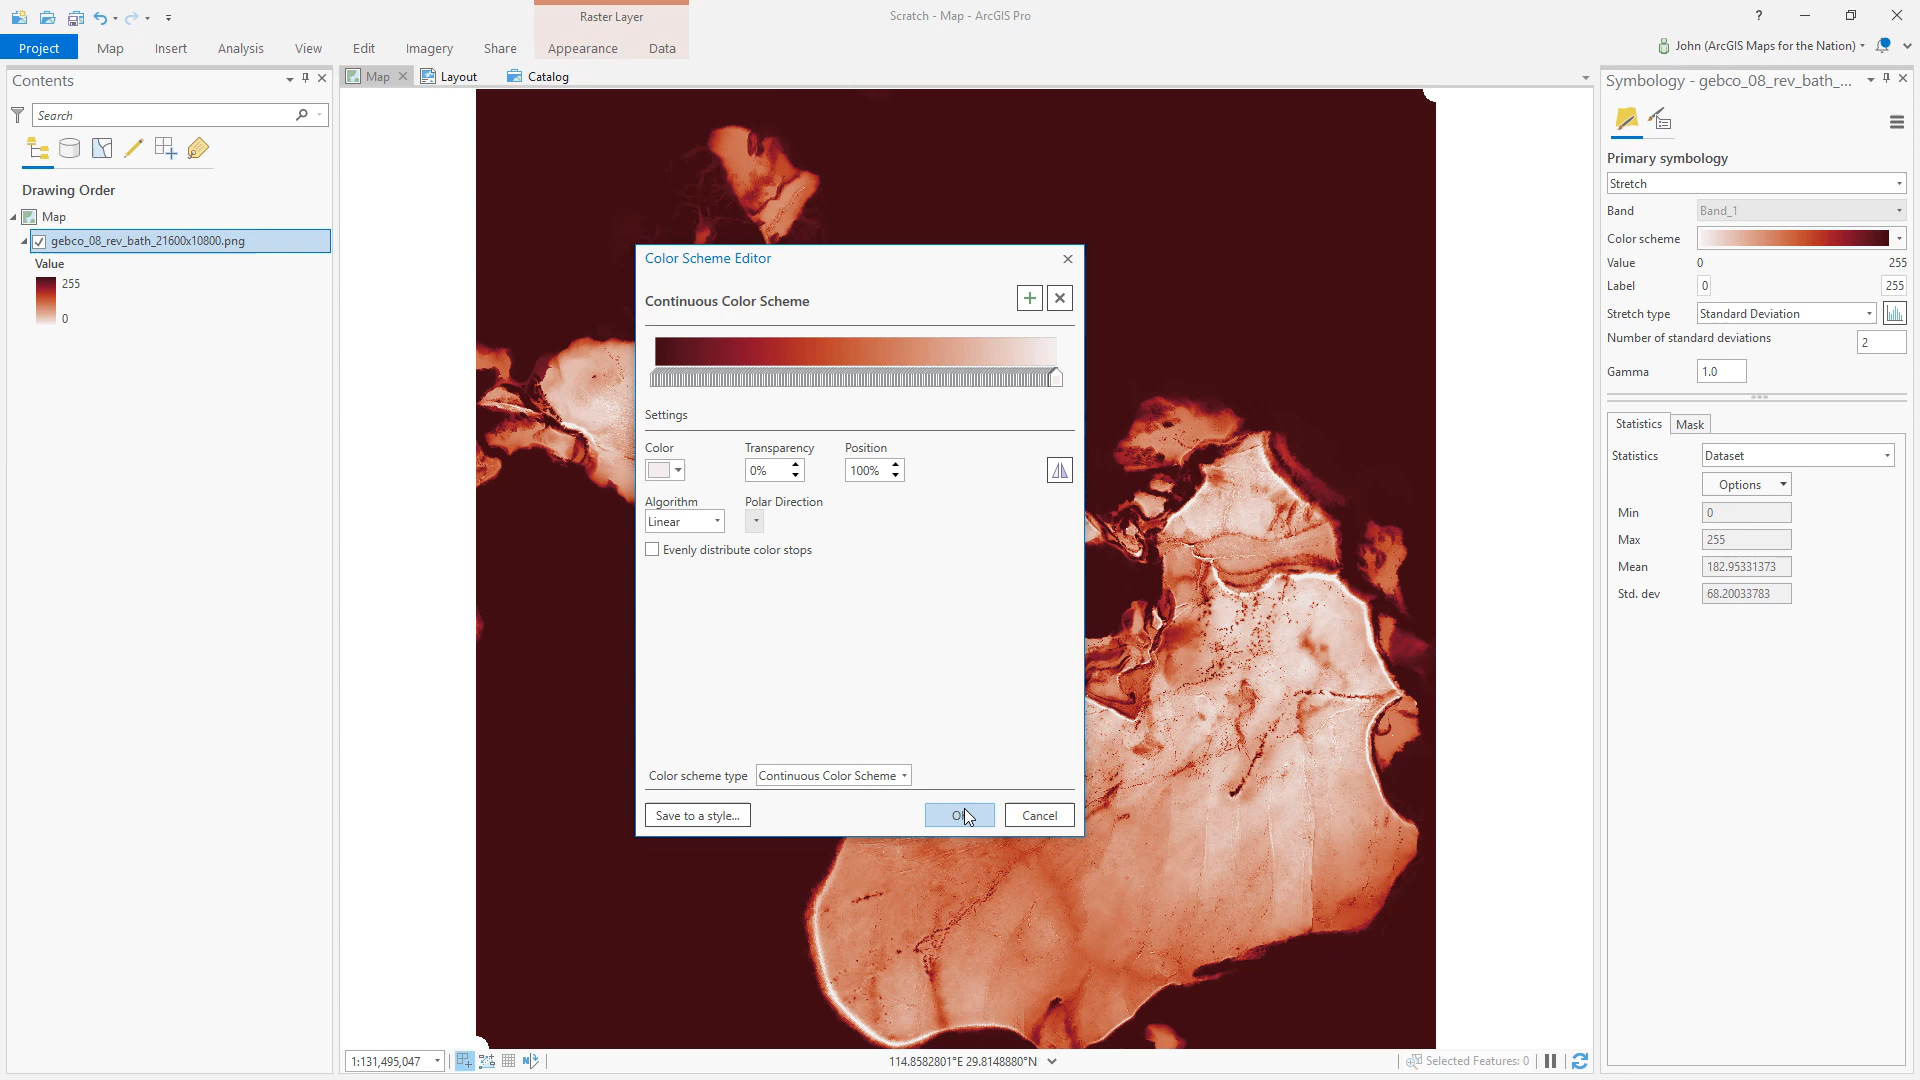 Raster Layer
Scratch - Map - ArcGIS Pro
?
Project
Map
Insert
Analysis
View
Edit
Imagery
Share
Appearance
Data
John (ArcGIS Maps for the Nation)
Contents
Search
Drawing Order
Map
gebco_08_rev_bath_21600x10800.png
Value
255
0
Map
Layout
Catalog
Color Scheme Editor
Continuous Color Scheme
Settings
Color
Transparency
Position
0%
100%
Algorithm
Polar Direction
Linear
Evenly distribute color stops
Color scheme type
Continuous Color Scheme
Save to a style...
Cancel
1:131,495,047
114.8582801°E 29.8148880°N
Selected Features: 0
Symbology - gebco_08_rev_bath_...
Primary symbology
Stretch
Band
Band_1
Color scheme
Value
0
255
Label
0
255
Stretch type
Standard Deviation
Number of standard deviations
2
Gamma
1.0
Statistics
Mask
Statistics
Dataset
Options
Min
0
Max
255
Mean
182.95331373
Std. dev
68.20033783